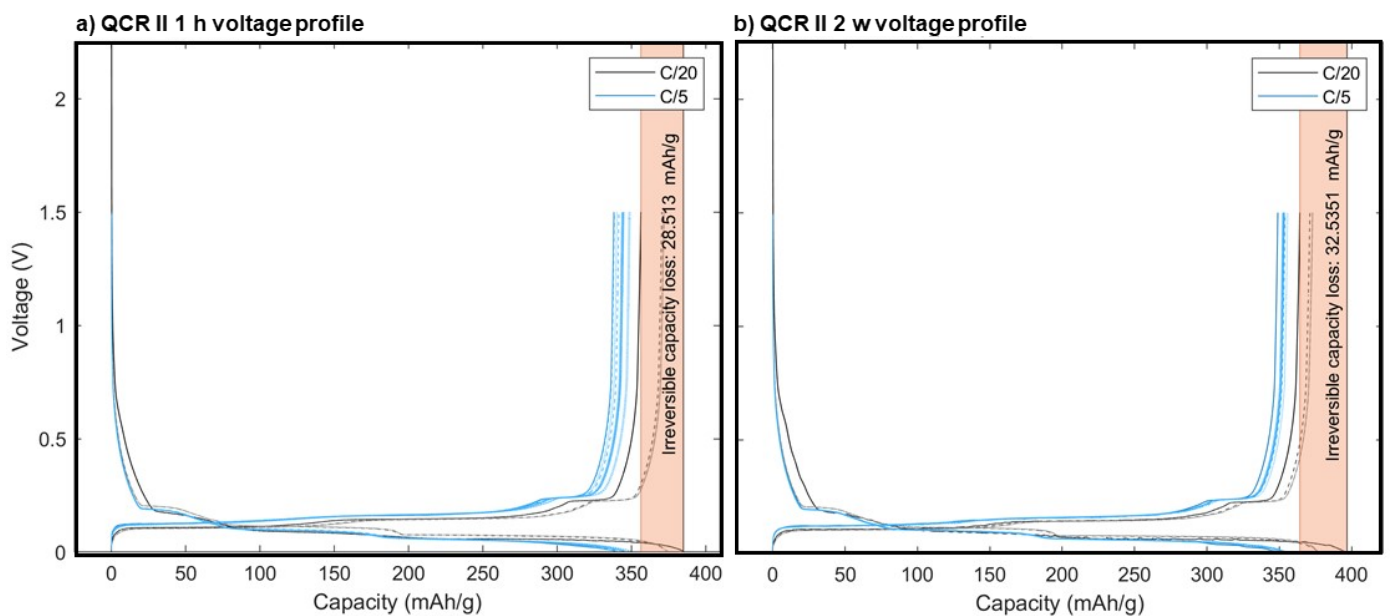 a) QCR II 1 h voltage profile
C/20
C/5
Irreversible capacity loss: 28.513 mAh/g
Voltage (V)
2
1.5
1
0.5
0
0 50 100 150 200 250 300 350 400
Capacity (mAh/g)
b) QCR II 2 w voltage profile
C/20
C/5
Irreversible capacity loss: 32.5351 mAh/g
0 50 100 150 200 250 300 350 400
Capacity (mAh/g)